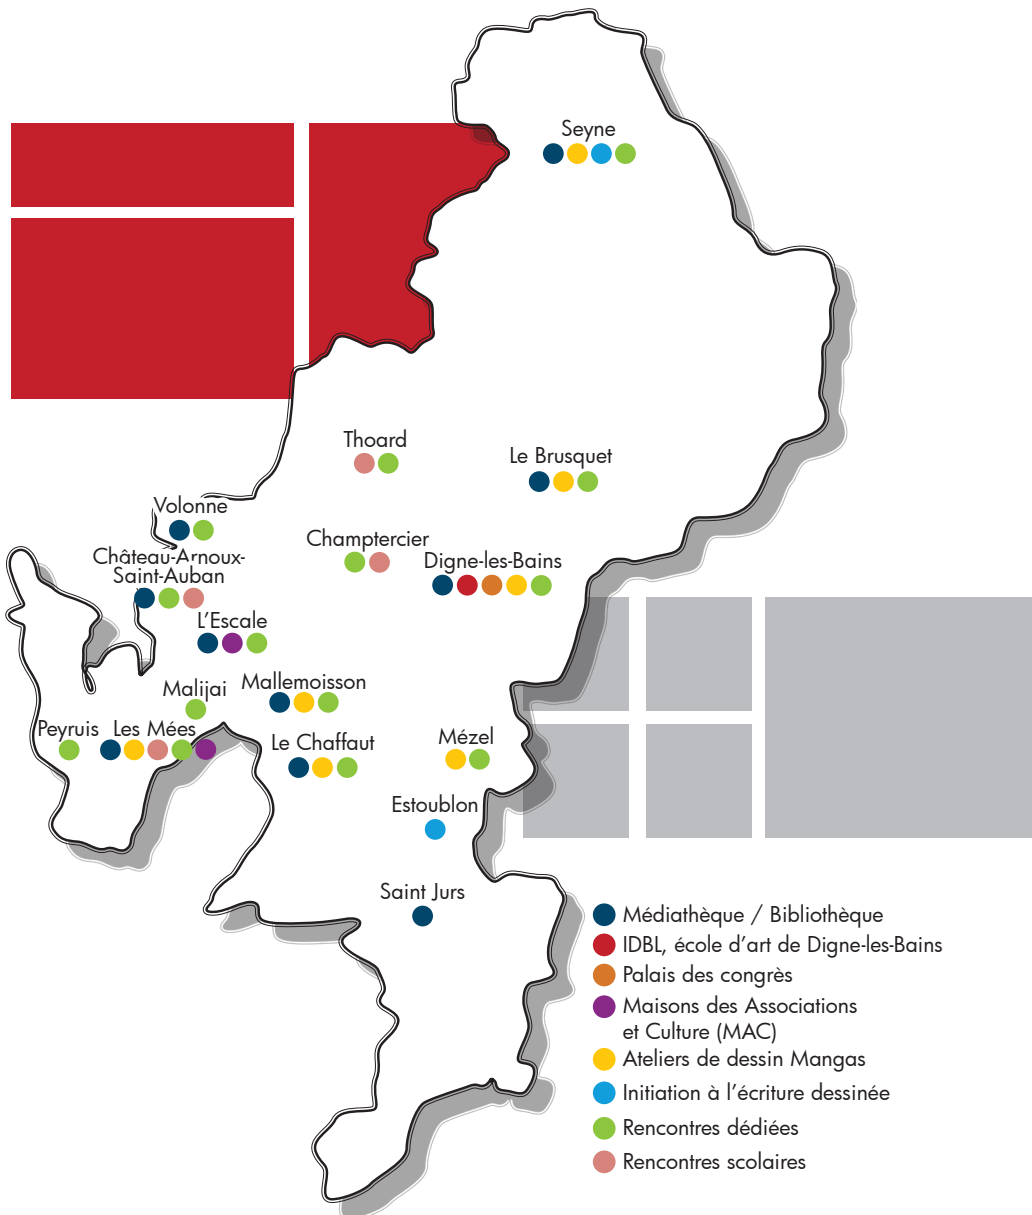 Seyne
Thoard
Le Brusquet
Volonne
Champtercier
Château-Arnoux-
Saint-Auban
Digne-les-Bains
L'Escale
Malijai
Mallemoisson
Peyruis
Les Mées
Le Chaffaut
Mézel
Estoublon
Saint Jurs
Médiathèque / Bibliothèque
IDBL, école d'art de Digne-les-Bains
Palais des congrès
Maisons des Associations
et Culture (MAC)
Ateliers de dessin Mangas
Initiation à l'écriture dessinée
Rencontres dédiées
Rencontres scolaires